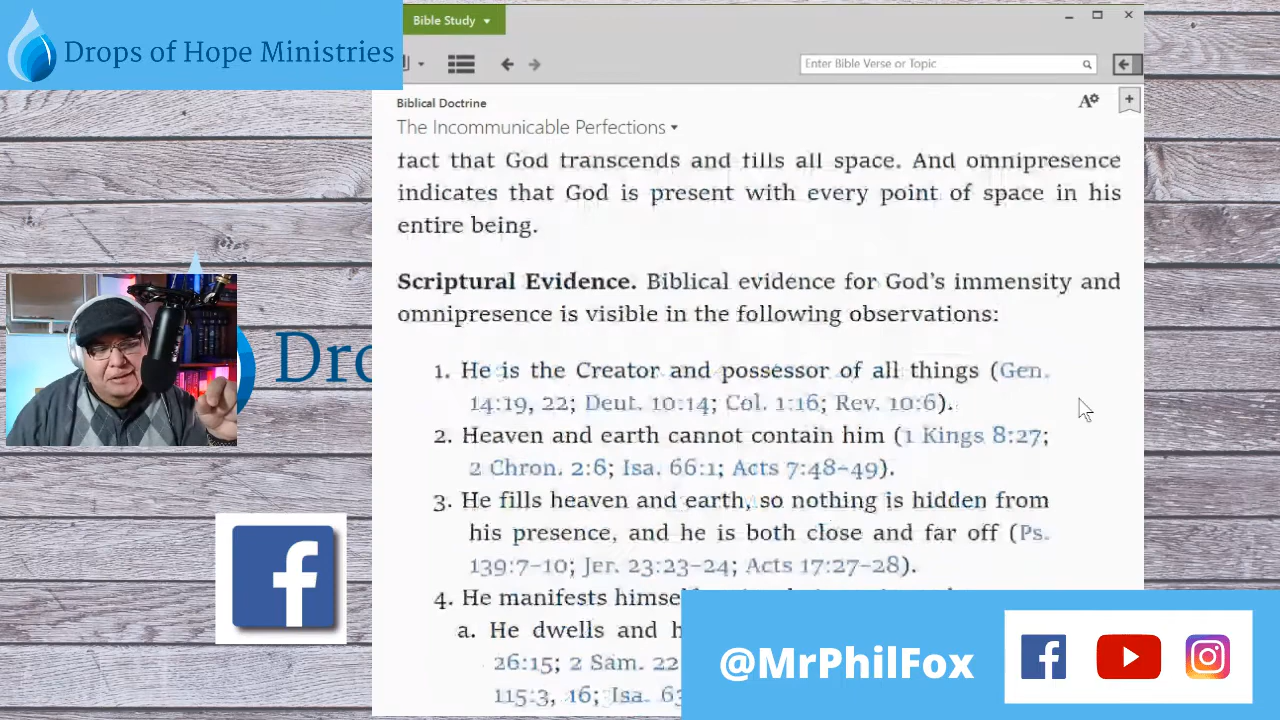 Drops of Hope Ministries
Bible Study
Enter Bible Verse or Topic
Biblical Doctrine
The Incommunicable Perfections
fact that God transcends and fills all space. And omnipresence
indicates that God is present with every point of space in his
entire being.
Scriptural Evidence. Biblical evidence for God's immensity and
omnipresence is visible in the following observations:
1. He is the Creator and possessor of all things (Gen.
14:19, 22; Deut. 10:14; Col. 1:16; Rev. 10:6).
2. Heaven and earth cannot contain him (1 Kings 8:27;
2 Chron. 2:6; Isa. 66:1; Acts 7:48–49).
3. He fills heaven and earth, so nothing is hidden from
his presence, and he is both close and far off (Ps.
139:7–10; Jer. 23:23–24; Acts 17:27–28).
4. He manifests
a. He dwells and
26:15; 2 Sam. 22
115:3, 16; Isa.
Dro
@MrPhilFox